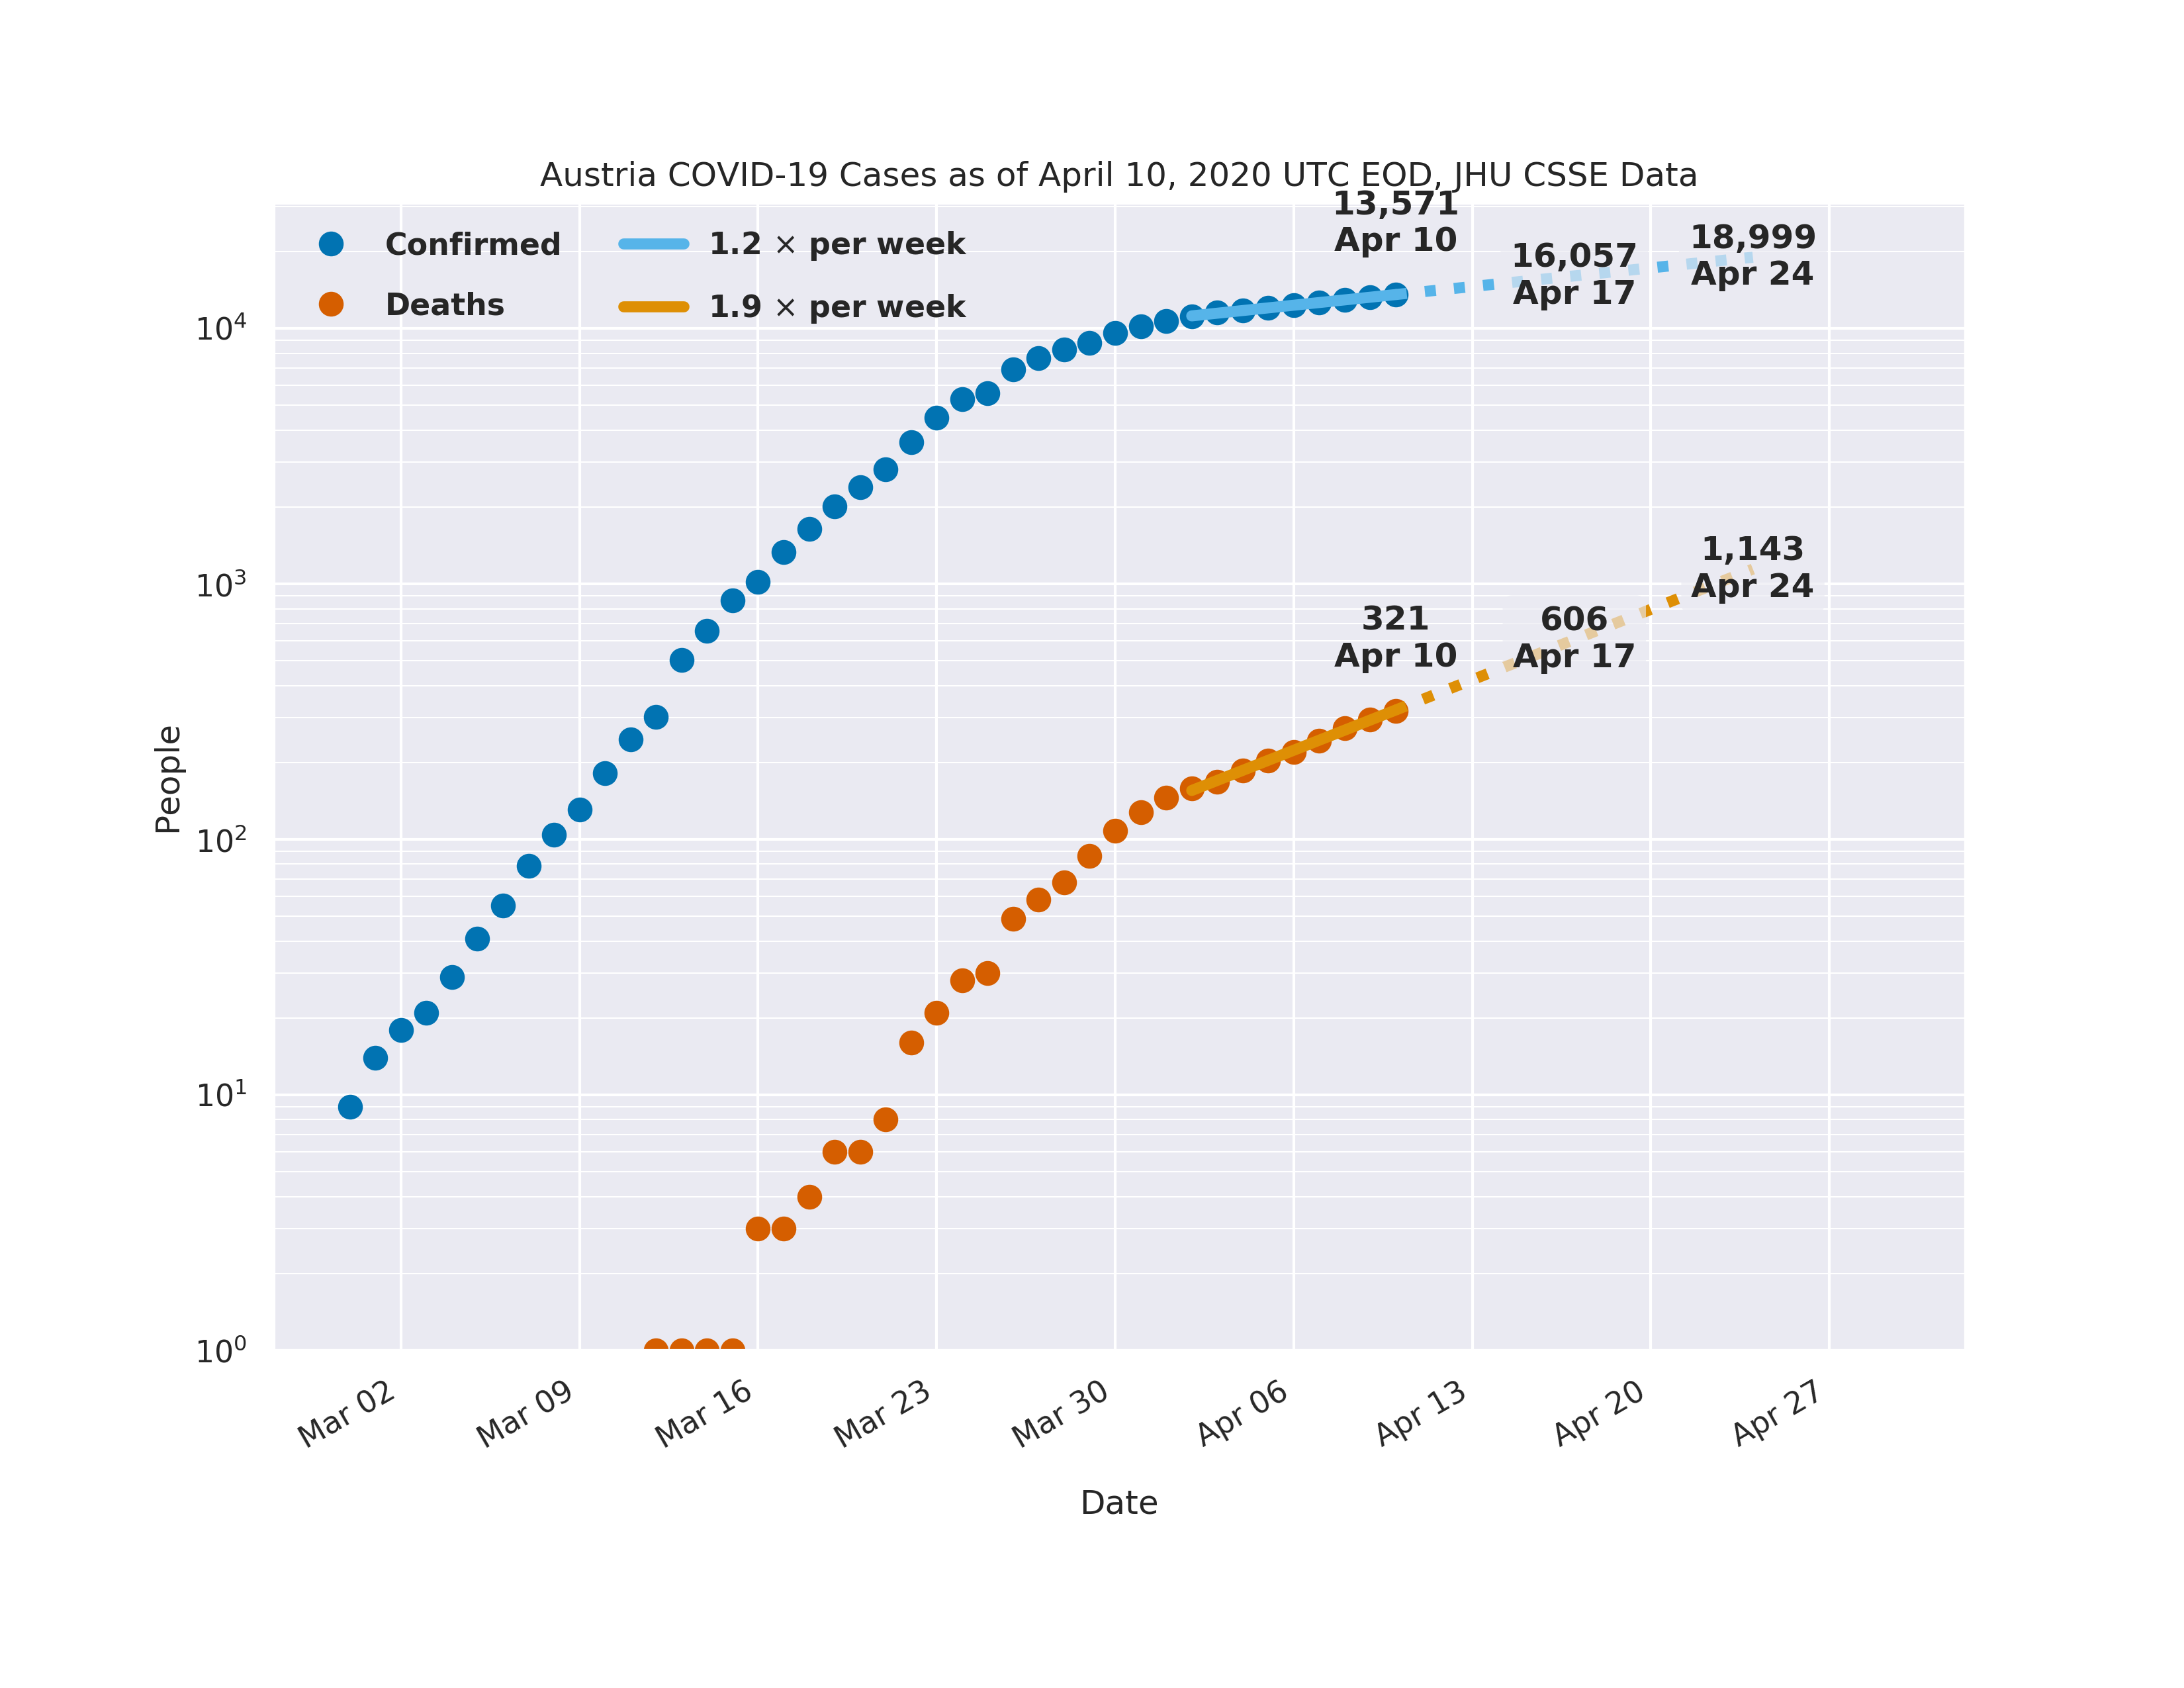 Austria COVID-19 Cases as of April 10, 2020 UTC EOD, JHU CSSE Data
Confirmed
Deaths
1.2 × per week
1.9 × per week
13,571
Apr 10
16,057
Apr 17
18,999
Apr 24
321
Apr 10
606
Apr 17
1,143
Apr 24
People
10⁴
10³
10²
10¹
10⁰
Mar 02
Mar 09
Mar 16
Mar 23
Mar 30
Apr 06
Apr 13
Apr 20
Apr 27
Date